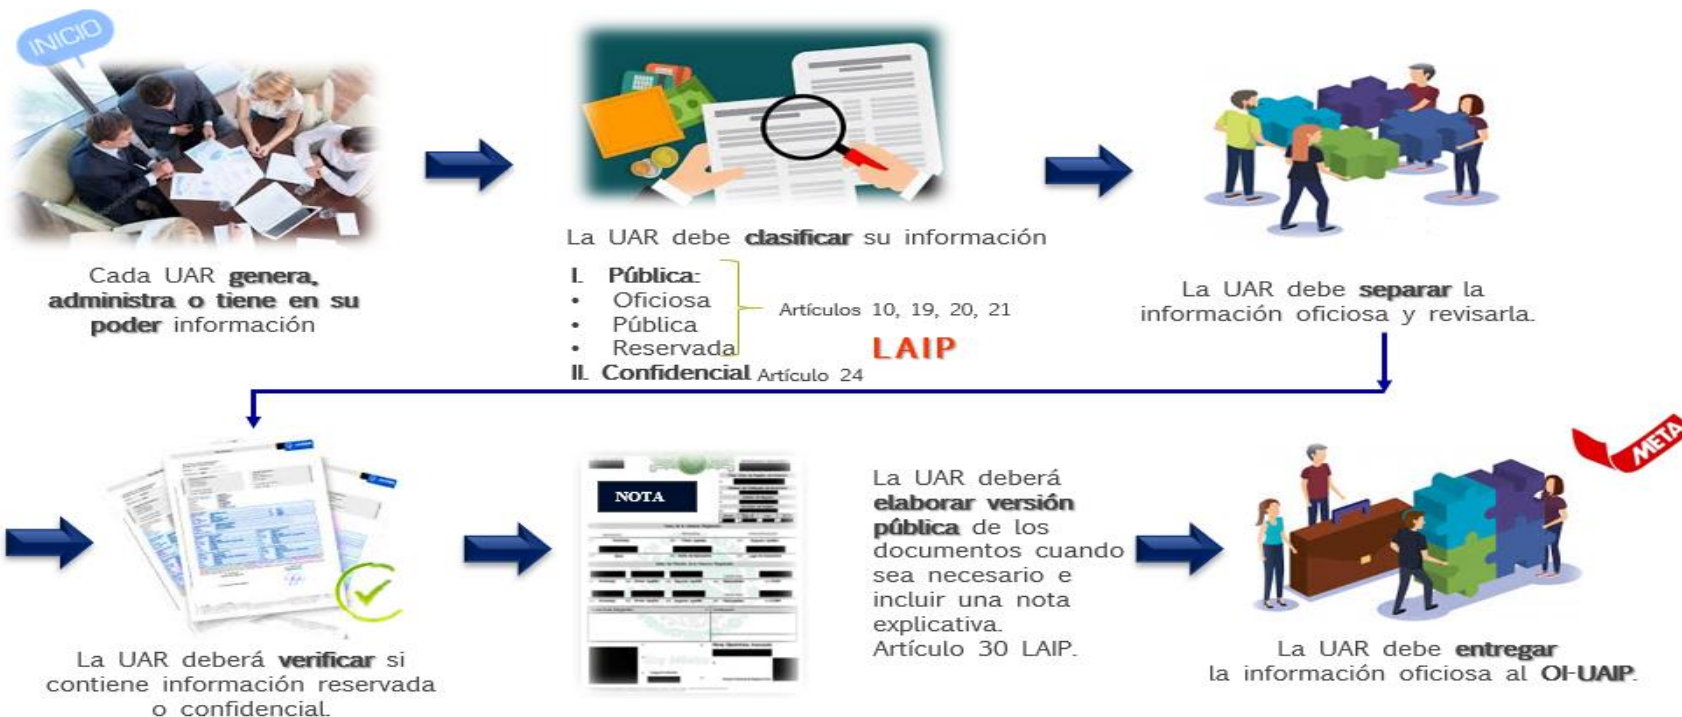 INICIO
Cada UAR genera,
administra o tiene en su
poder información
La UAR debe clasificar su información
I. Pública:
• Oficiosa
• Pública
• Reservada
Artículos 10, 19, 20, 21
LAIP
II. Confidencial Artículo 24
La UAR debe separar la
información oficiosa y revisarla.
La UAR deberá verificar si
contiene información reservada
o confidencial.
NOTA
La UAR deberá
elaborar versión
pública de los
documentos cuando
sea necesario e
incluir una nota
explicativa.
Artículo 30 LAIP.
META
La UAR debe entregar
la información oficiosa al OI-UAIP.